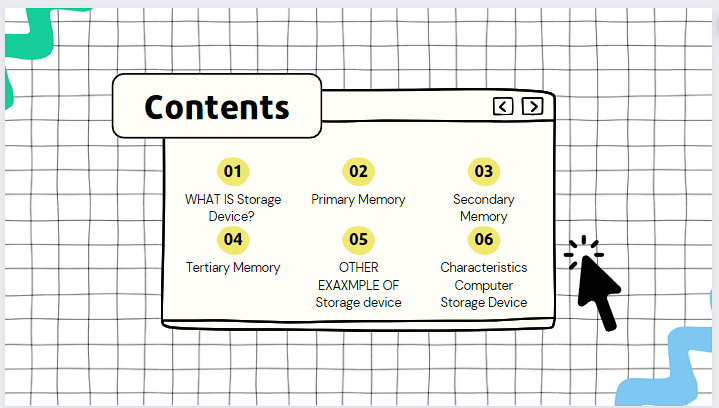 Contents
01
WHAT IS Storage
Device?
02
Primary Memory
03
Secondary
Memory
04
Tertiary Memory
05
OTHER
EXAXMPLE OF
Storage device
06
Characteristics
Computer
Storage Device